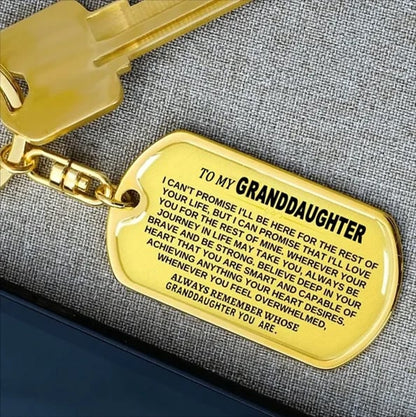 TO MY GRANDDAUGHTER
I CAN'T PROMISE I'LL BE HERE FOR THE REST OF
YOUR LIFE, BUT I CAN PROMISE THAT I'LL LOVE
YOU FOR THE REST OF MINE. WHEREVER YOUR
JOURNEY IN LIFE MAY TAKE YOU, ALWAYS BE
BRAVE AND BE STRONG. BELIEVE DEEP IN YOUR
HEART THAT YOU ARE SMART AND CAPABLE OF
ACHIEVING ANYTHING YOUR HEART DESIRES.
WHENEVER YOU FEEL OVERWHELMED,
ALWAYS REMEMBER WHOSE
GRANDDAUGHTER YOU ARE.